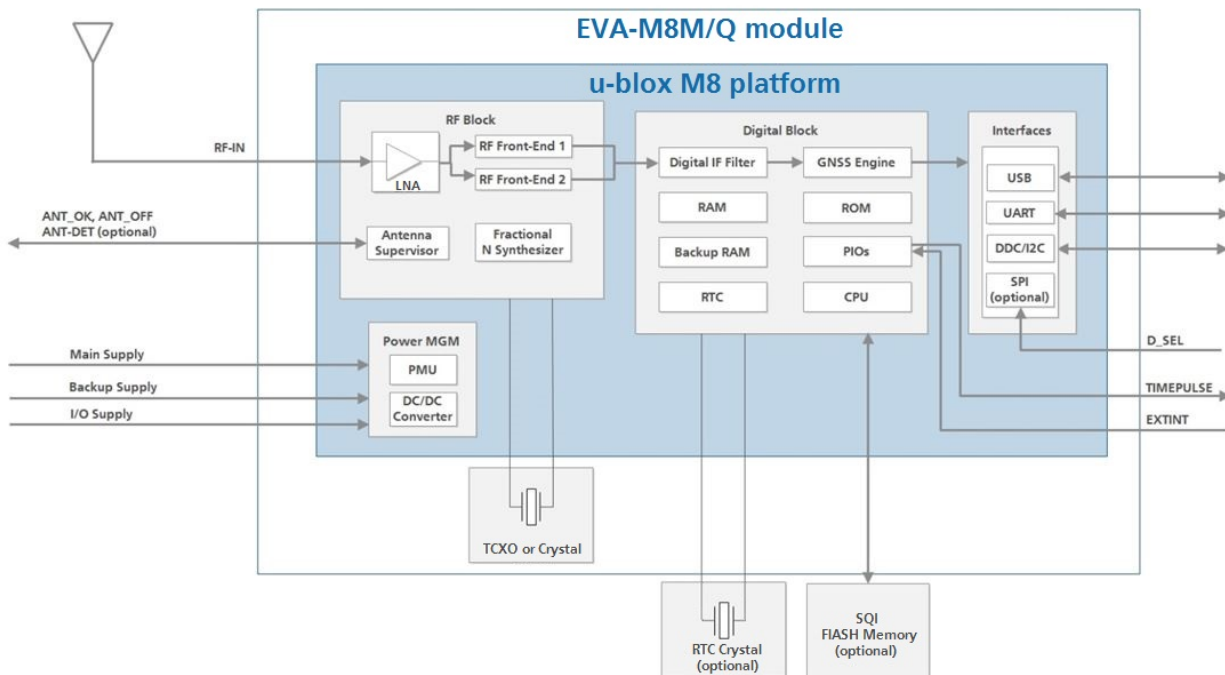 EVA-M8M/Q module
u-blox M8 platform
RF Block
RF-IN
LNA
RF Front-End 1
RF Front-End 2
ANT_OK, ANT_OFF
ANT-DET (optional)
Antenna
Supervisor
Fractional
N Synthesizer
Digital Block
Digital IF Filter
GNSS Engine
RAM
ROM
Backup RAM
PIOs
RTC
CPU
Interfaces
USB
UART
DDC/I2C
SPI
(optional)
D_SEL
TIMEPULSE
EXTINT
Main Supply
Backup Supply
I/O Supply
Power MGM
PMU
DC/DC
Converter
TCXO or Crystal
RTC Crystal
(optional)
SQI
FIASH Memory
(optional)